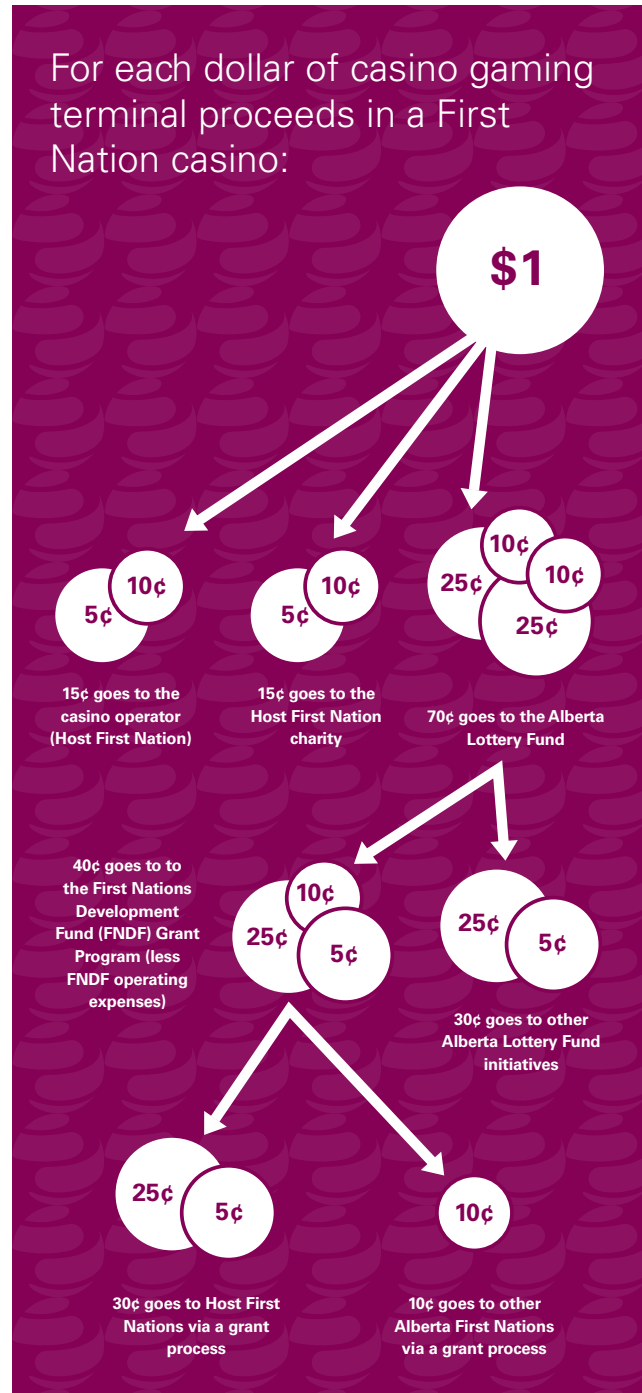 For each dollar of casino gaming
terminal proceeds in a First
Nation casino:
$1
5¢
10¢
15¢ goes to the
casino operator
(Host First Nation)
5¢
10¢
15¢ goes to the
Host First Nation
charity
25¢
10¢
10¢
25¢
70¢ goes to the Alberta
Lottery Fund
40¢ goes to to
the First Nations
Development
Fund (FNDF) Grant
Program (less
FNDF operating
expenses)
25¢
10¢
5¢
25¢
5¢
30¢ goes to other
Alberta Lottery Fund
initiatives
25¢
5¢
30¢ goes to Host First
Nations via a grant
process
10¢
10¢ goes to other
Alberta First Nations
via a grant process